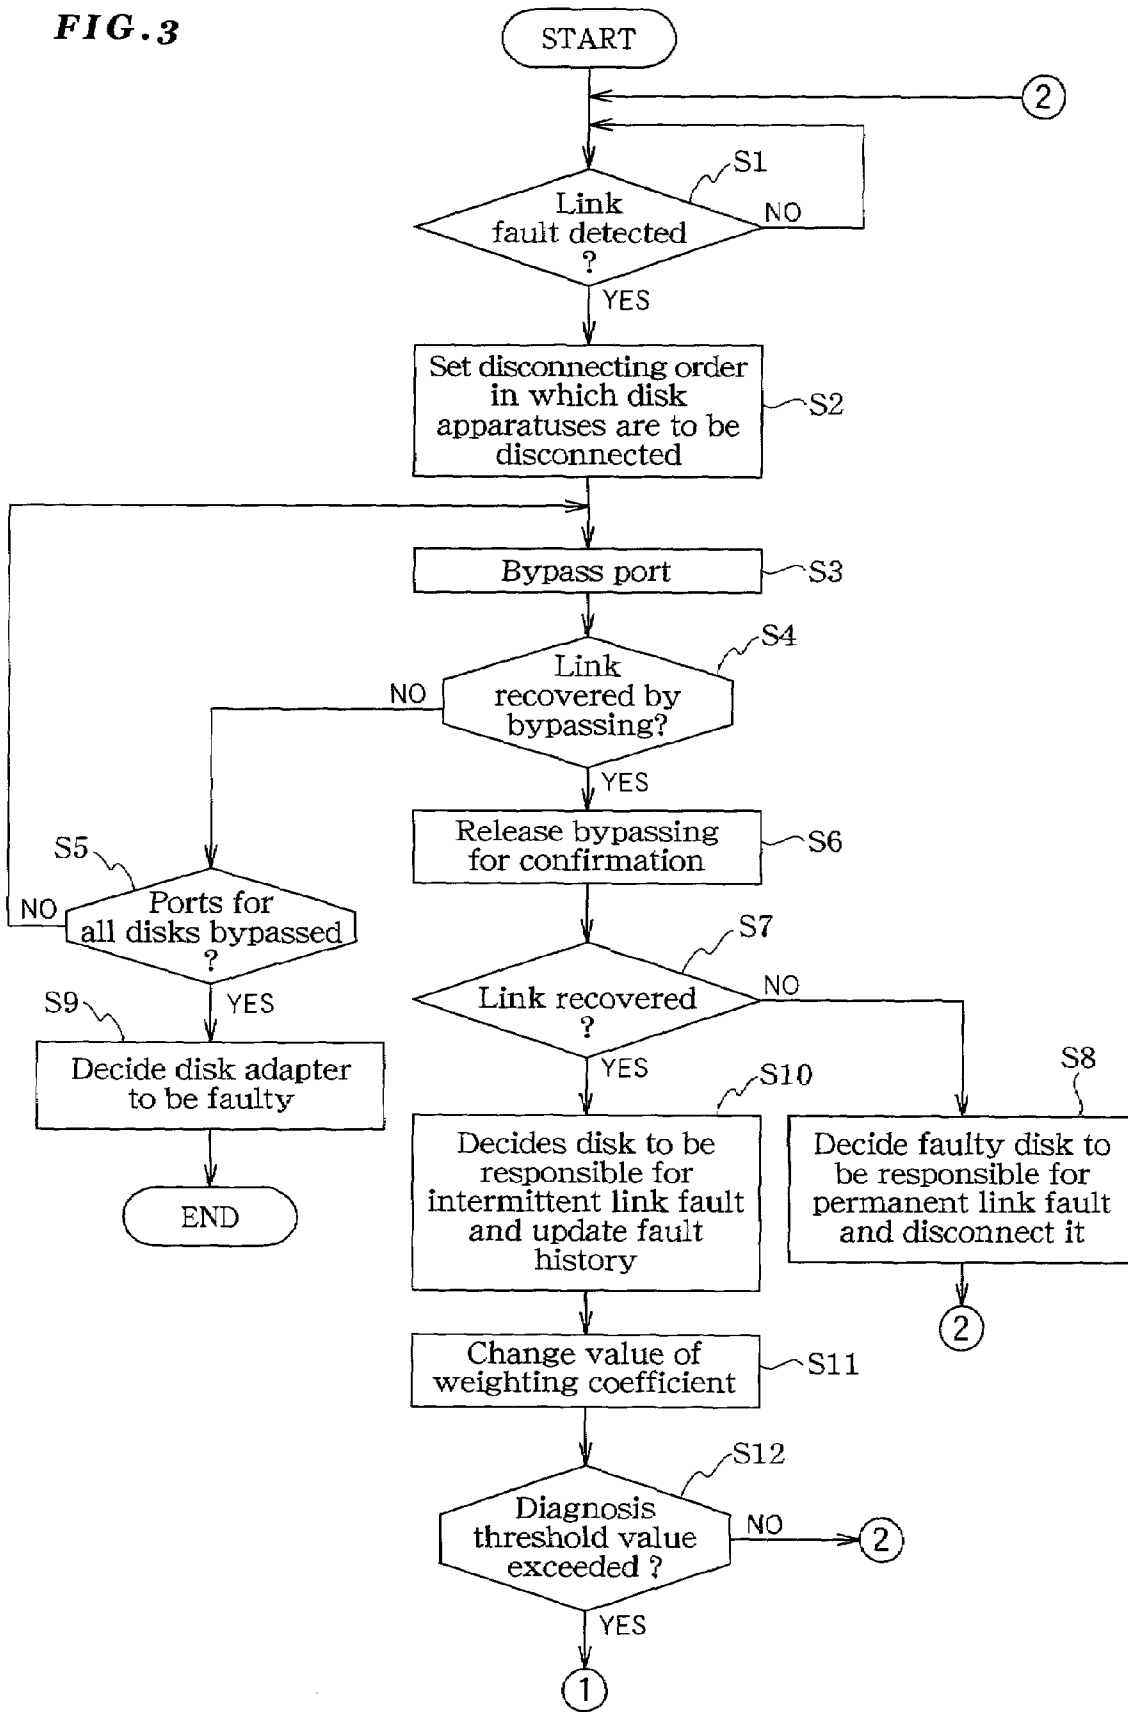 FIG.3
START
2
S1
Link
fault detected
?
NO
YES
Set disconnecting order
in which disk
apparatuses are to be
disconnected
S2
Bypass port
S3
S4
Link
recovered by
bypassing?
NO
YES
Release bypassing
for confirmation
S6
S5
Ports for
all disks bypassed
?
NO
YES
S7
Link recovered
?
NO
YES
S9
Decide disk adapter
to be faulty
END
S10
Decides disk to be
responsible for
intermittent link fault
and update fault
history
S8
Decide faulty disk to
be responsible for
permanent link fault
and disconnect it
2
Change value of
weighting coefficient
S11
S12
Diagnosis
threshold value
exceeded ?
NO
2
YES
1